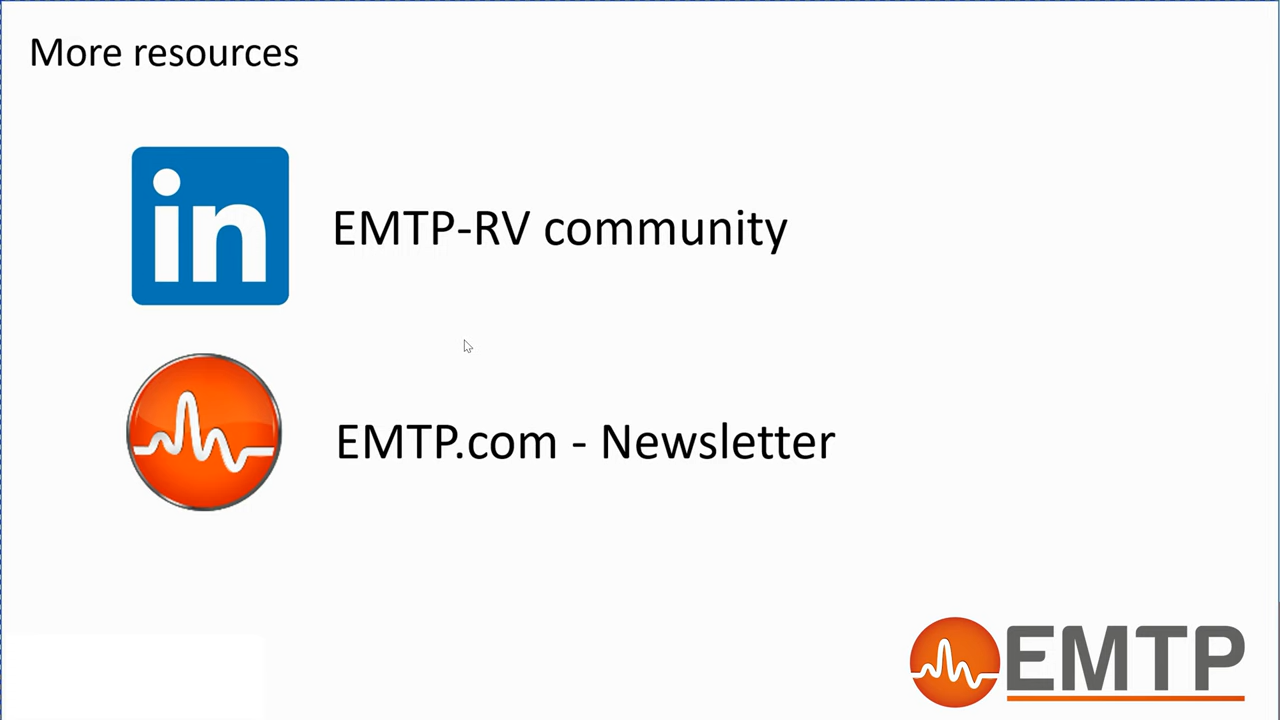 More resources
in
EMTP-RV community
EMTP.com - Newsletter
EMTP